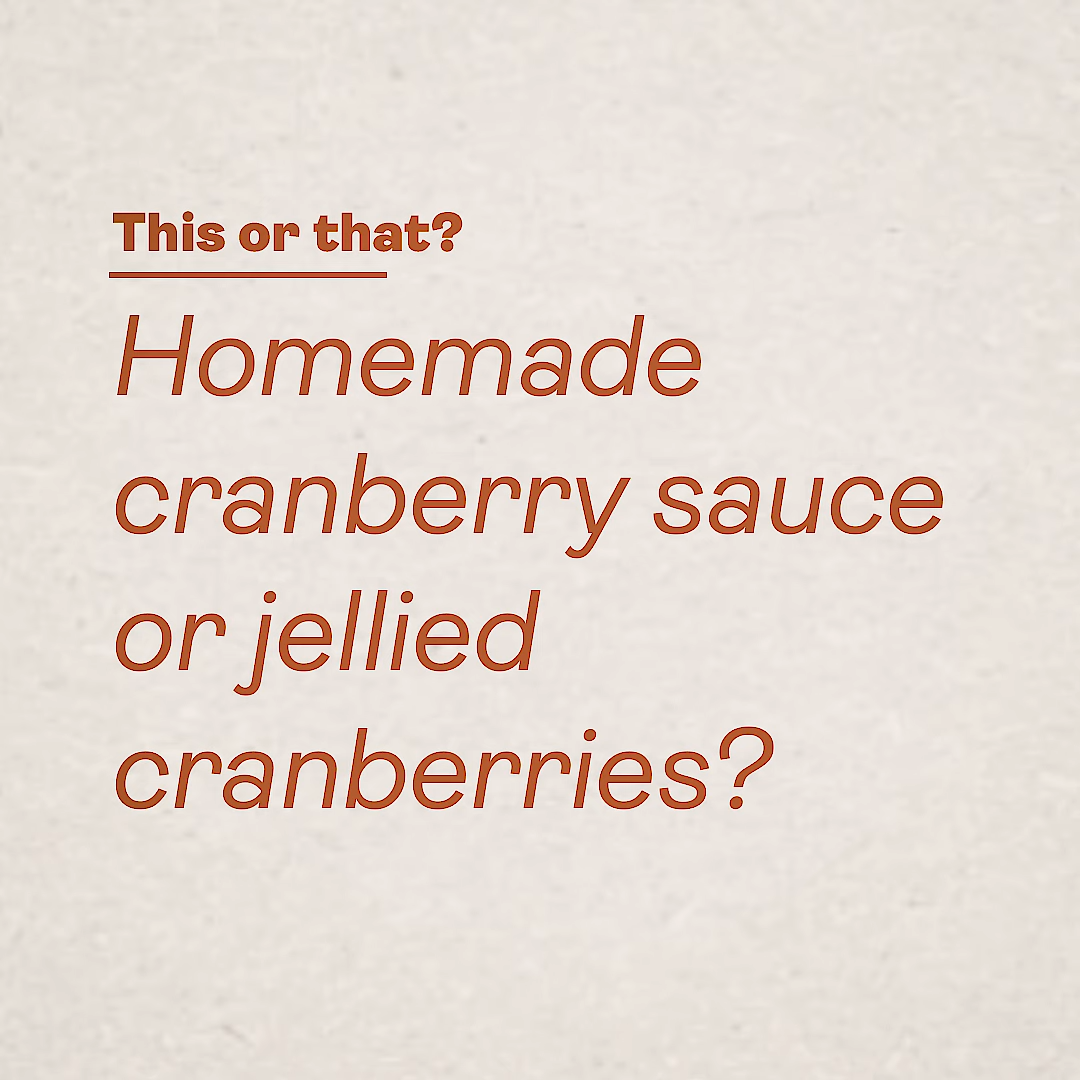 This or that?
Homemade
cranberry sauce
or jellied
cranberries?